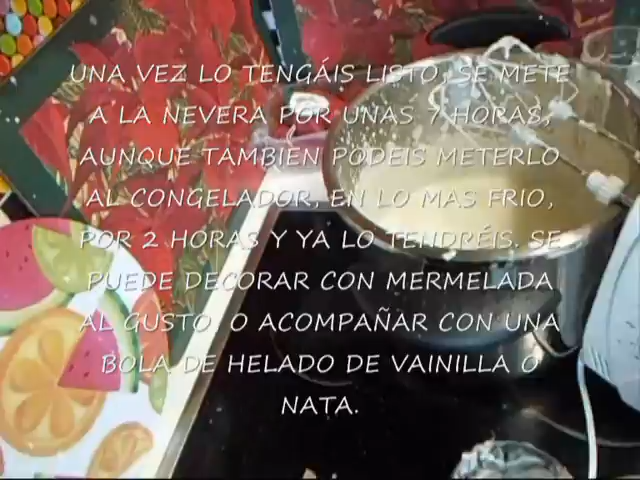 UNA VEZ LO TENGÁIS LISTO, SE METE
A LA NEVERA POR UNAS 7 HORAS,
AUNQUE TAMBIEN PODEIS METERLO
AL CONGELADOR, EN LO MAS FRIO,
POR 2 HORAS Y YA LO TENDRÉIS. SE
PUEDE DECORAR CON MERMELADA
AL GUSTO, O ACOMPAÑAR CON UNA
BOLA DE HELADO DE VAINILLA O
NATA.